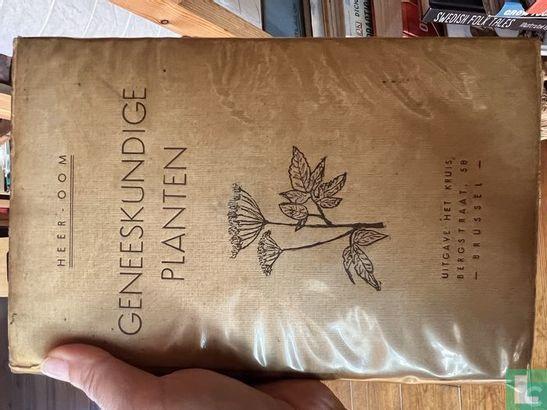 HEER-OOM
GENEESKUNDIGE
PLANTEN
UITGAVE HET KRUIS,
BERGSTRAAT, 58
— BRUSSEL —
SWEDISH FOLK TALES